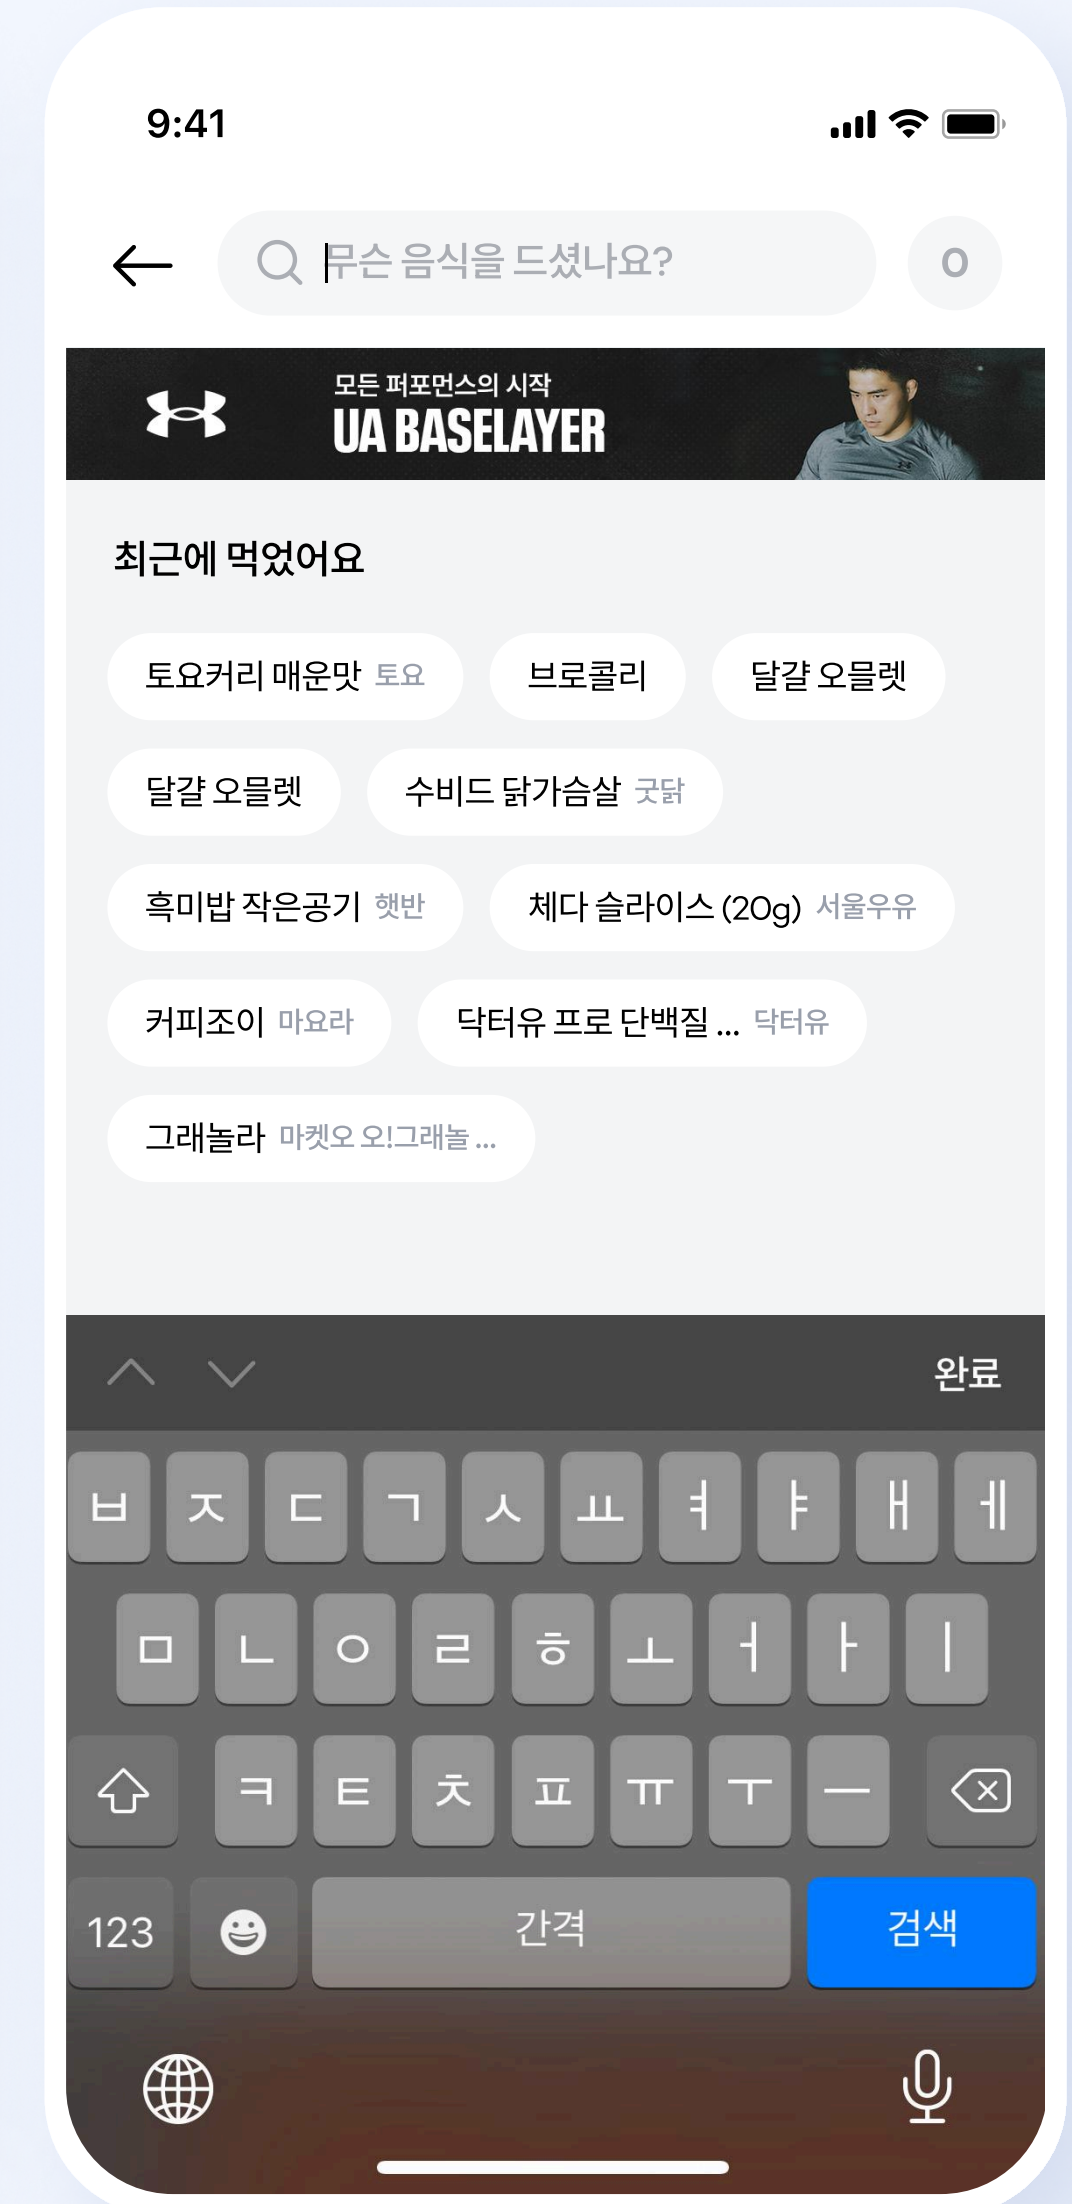 9:41
무슨 음식을 드셨나요?
0
모든 퍼포먼스의 시작
UA BASELAYER
최근에 먹었어요
토요커리 매운맛 토요 브로콜리 달걀 오믈렛
달걀 오믈렛 수비드 닭가슴살 굿닭
흑미밥 작은공기 햇반 체다 슬라이스 (20g) 서울우유
커피조이 마요라 닥터유 프로 단백질 ... 닥터유
그래놀라 마켓오 오!그래놀 ...
완료
ㅂ ㅈ ㄷ ㄱ ㅅ ㅛ ㅕ ㅑ ㅐ ㅔ
ㅁ ㄴ ㅇ ㄹ ㅎ ㅗ ㅓ ㅏ ㅣ
ㅋ ㅌ ㅊ ㅍ ㅠ ㅜ ㅡ
123 간격 검색